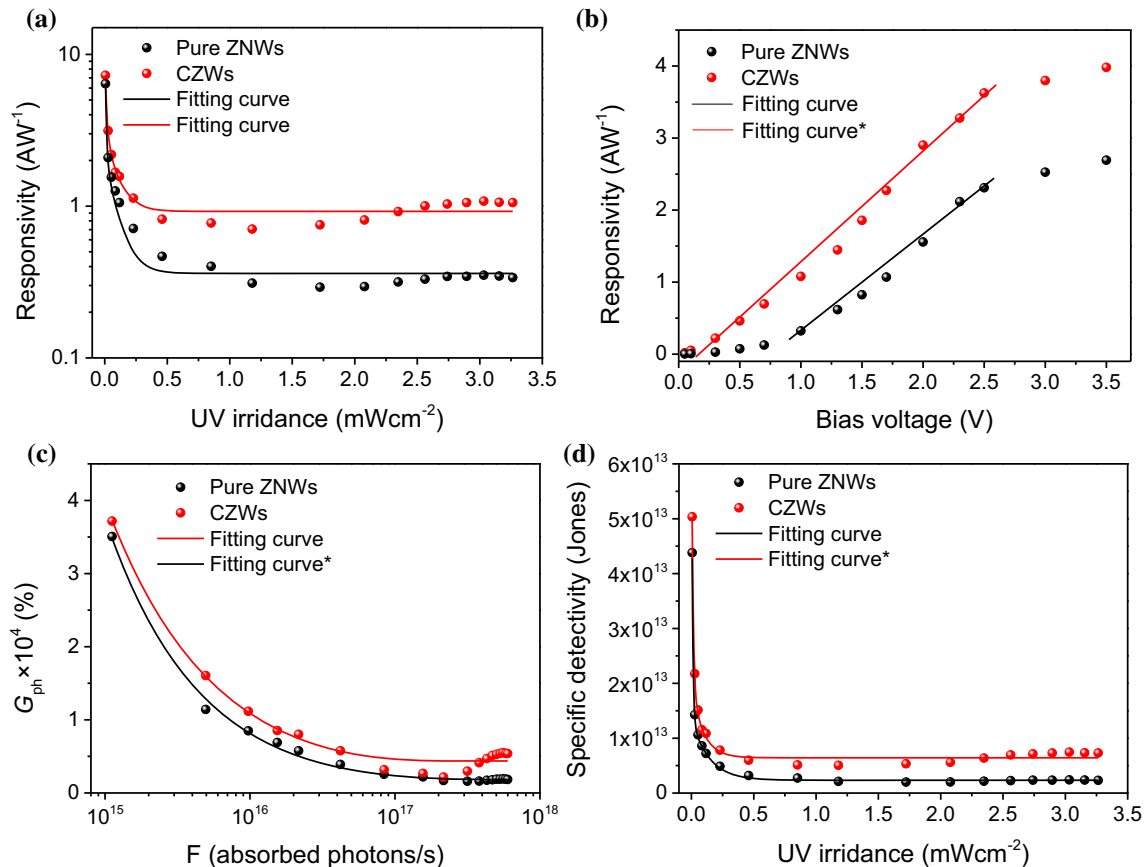 (a)
10
1
0.1
Responsivity (AW⁻¹)
Pure ZNWs
CZWs
Fitting curve
Fitting curve
0.0 0.5 1.0 1.5 2.0 2.5 3.0 3.5
UV irridance (mWcm⁻²)
(b)
4
3
2
1
0
Responsivity (AW⁻¹)
Pure ZNWs
CZWs
Fitting curve
Fitting curve*
0.0 0.5 1.0 1.5 2.0 2.5 3.0 3.5
Bias voltage (V)
(c)
4
3
2
1
0
Gph×10⁴ (%)
Pure ZNWs
CZWs
Fitting curve
Fitting curve*
10¹⁵ 10¹⁶ 10¹⁷ 10¹⁸
F (absorbed photons/s)
(d)
6x10¹³
5x10¹³
4x10¹³
3x10¹³
2x10¹³
1x10¹³
0
Specific detectivity (Jones)
Pure ZNWs
CZWs
Fitting curve
Fitting curve*
0.0 0.5 1.0 1.5 2.0 2.5 3.0 3.5
UV irridance (mWcm⁻²)